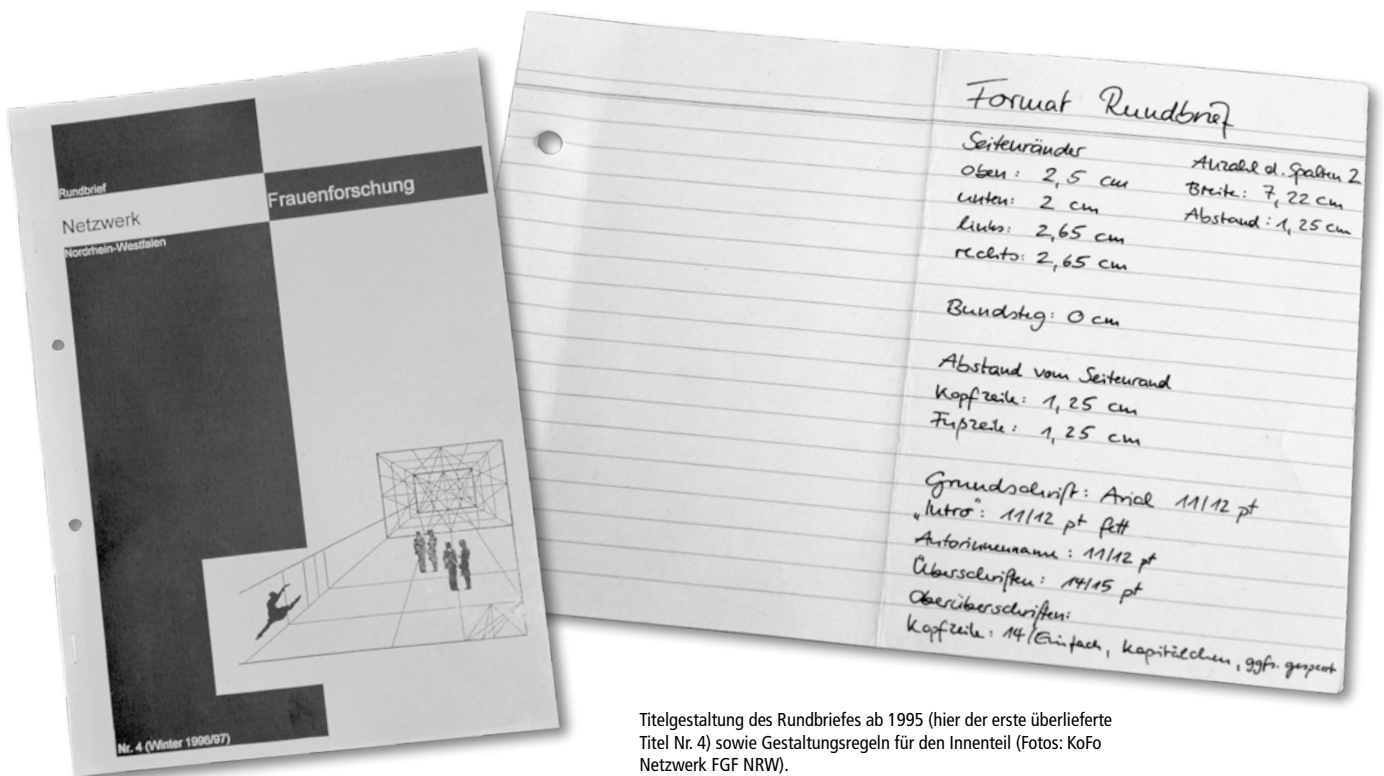 Rundbrief
Netzwerk
Frauenforschung
Nordrhein-Westfalen
Nr. 4 (Winter 1996/97)
Format Rundbrief
Seitenränder
oben: 2,5 cm
unten: 2 cm
links: 2,65 cm
rechts: 2,65 cm
Anzahl d. Spalten 2
Breite: 7,22 cm
Abstand: 1,25 cm
Bundsteg: 0 cm
Abstand vom Seitenrand
Kopfzeile: 1,25 cm
Fußzeile: 1,25 cm
Grundschrift: Arial 11/12 pt
„Intro": 11/12 pt fett
Autorinnenname: 11/12 pt
Überschriften: 14/15 pt
Oberüberschriften:
Kopfzeile: 14/Einfach, Kapitälchen, ggfs. gesperrt
Titelgestaltung des Rundbriefes ab 1995 (hier der erste überlieferte
Titel Nr. 4) sowie Gestaltungsregeln für den Innenteil (Fotos: KoFo
Netzwerk FGF NRW).